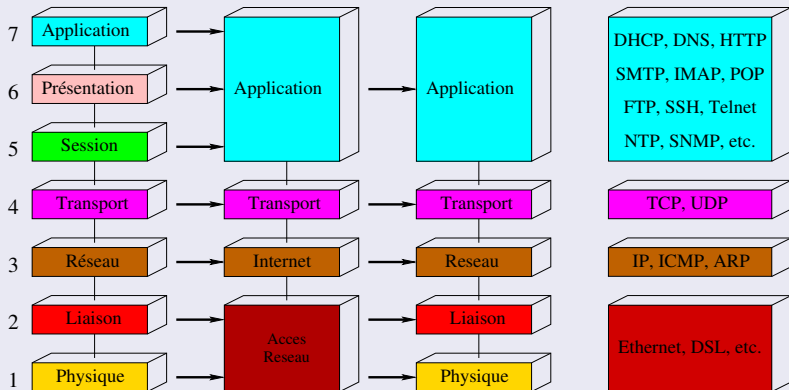 7 Application
6 Présentation
5 Session
4 Transport
3 Réseau
2 Liaison
1 Physique
Application
Transport
Internet
Acces
Reseau
Application
Transport
Reseau
Liaison
Physique
DHCP, DNS, HTTP
SMTP, IMAP, POP
FTP, SSH, Telnet
NTP, SNMP, etc.
TCP, UDP
IP, ICMP, ARP
Ethernet, DSL, etc.